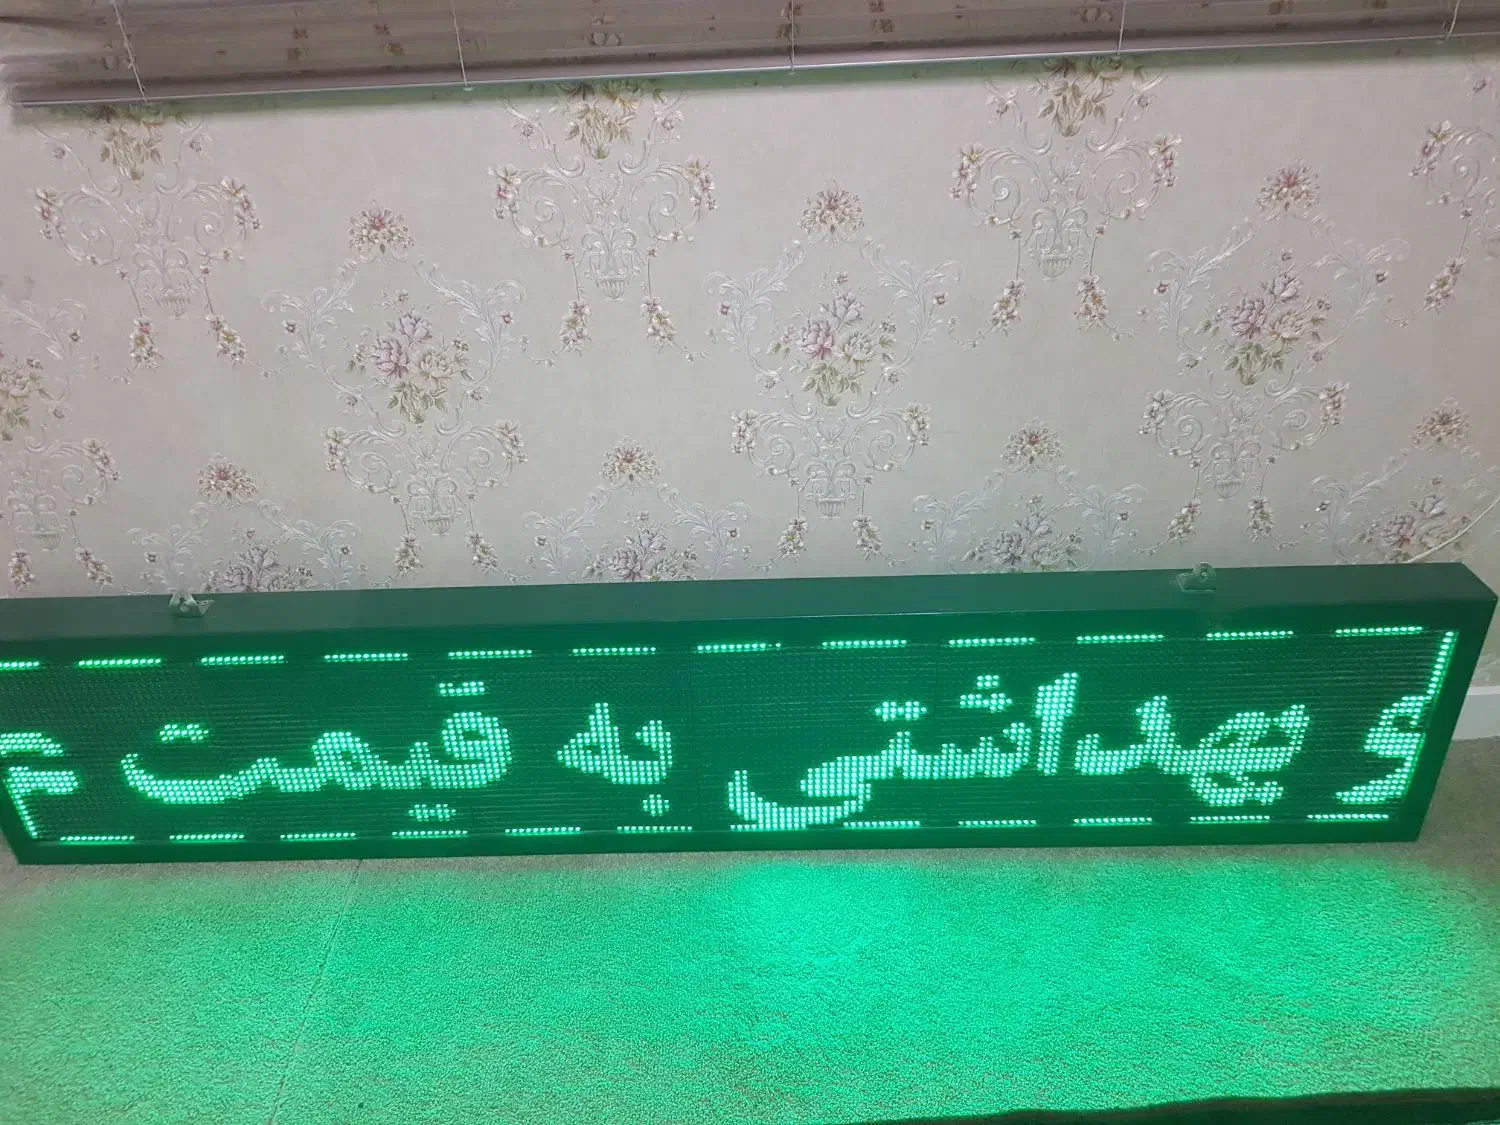 و بهداشتی به قیمت ع